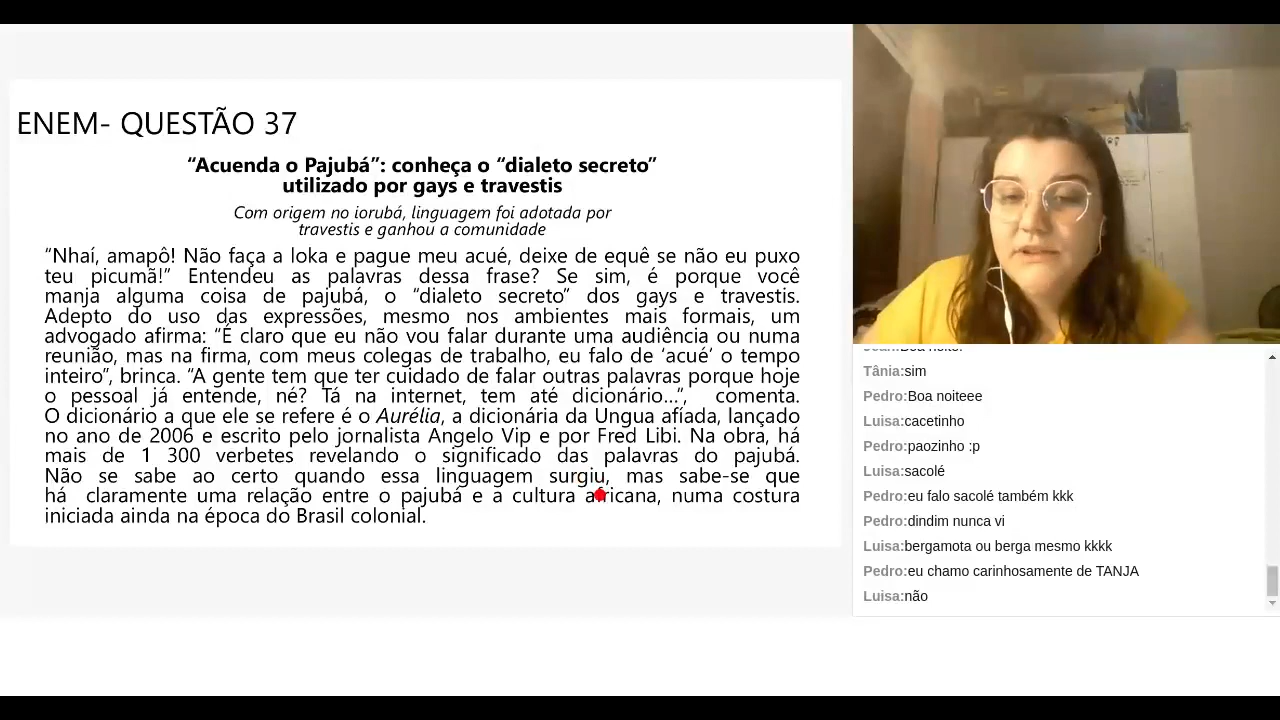 ENEM- QUESTÃO 37
“Acuenda o Pajubá”: conheça o “dialeto secreto”
utilizado por gays e travestis
Com origem no iorubá, linguagem foi adotada por
travestis e ganhou a comunidade
“Nhaí, amapô! Não faça a loka e pague meu acué, deixe de equê se não eu puxo
teu picumã!” Entendeu as palavras dessa frase? Se sim, é porque você
manja alguma coisa de pajubá, o “dialeto secreto” dos gays e travestis.
Adepto do uso das expressões, mesmo nos ambientes mais formais, um
advogado afirma: “É claro que eu não vou falar durante uma audiência ou numa
reunião, mas na firma, com meus colegas de trabalho, eu falo de ‘acué’ o tempo
inteiro”, brinca. “A gente tem que ter cuidado de falar outras palavras porque hoje
o pessoal já entende, né? Tá na internet, tem até dicionário...”, comenta.
O dicionário a que ele se refere é o Aurélia, a dicionária da Ungua afíada, lançado
no ano de 2006 e escrito pelo jornalista Angelo Vip e por Fred Libi. Na obra, há
mais de 1 300 verbetes revelando o significado das palavras do pajubá.
Não se sabe ao certo quando essa linguagem surgiu, mas sabe-se que
há claramente uma relação entre o pajubá e a cultura africana, numa costura
iniciada ainda na época do Brasil colonial.
Tânia:sim
Pedro:Boa noiteee
Luisa:cacetinho
Pedro:paozinho :p
Luisa:sacolé
Pedro:eu falo sacolé também kkk
Pedro:dindim nunca vi
Luisa:bergamota ou berga mesmo kkkk
Pedro:eu chamo carinhosamente de TANJA
Luisa:não